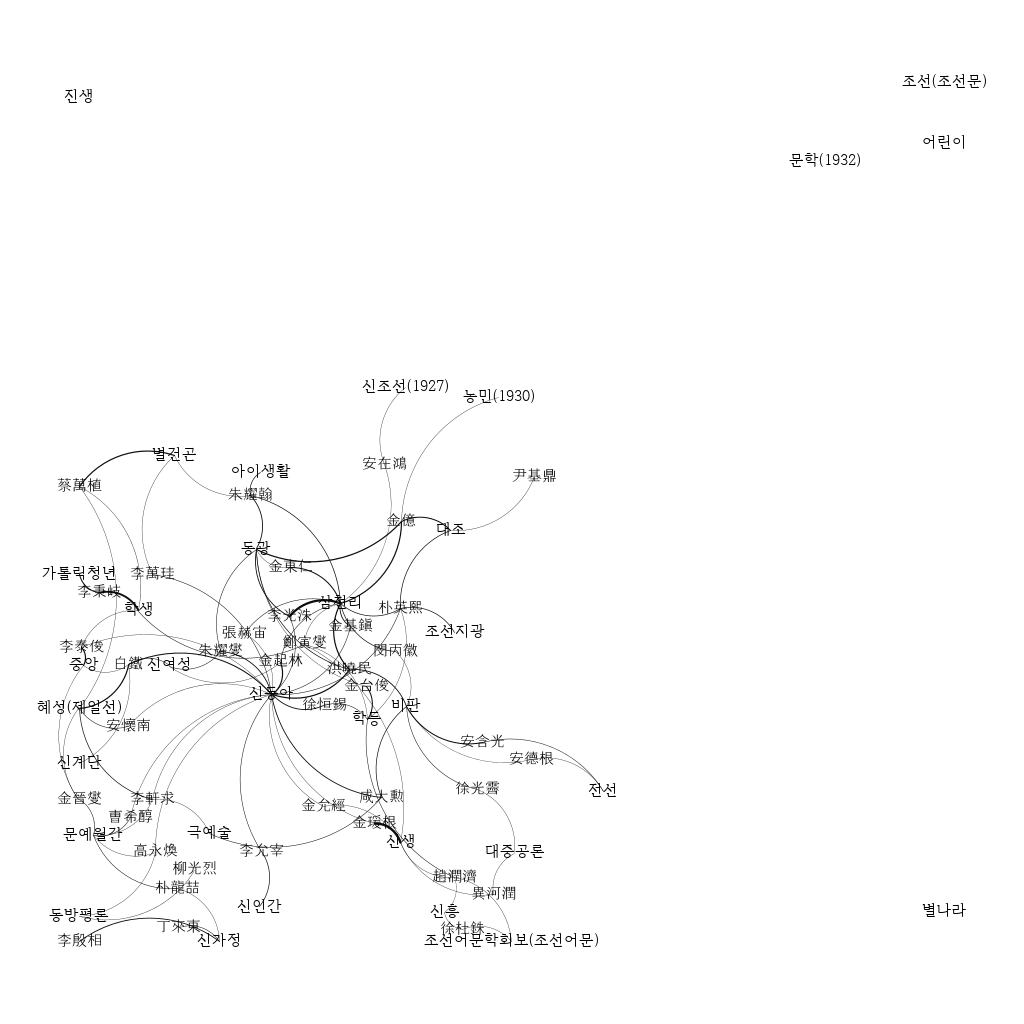 조선(조선문)
진생
어린이
문학(1932)
신조선(1927)
농민(1930)
별건곤
安在鴻
아이생활
尹基鼎
蔡萬植
朱耀翰
金億
대조
동광
金東仁
가톨릭청년
李萬珪
李秉岐
삼천리
학생
朴英熙
李光洙
金基鎭
조선지광
張赫宙
鄭寅燮
李泰俊
朱耀燮
閔丙徽
金起林
중앙
白鐵
신여성
洪曉民
金台俊
신동아
徐恒錫
비판
혜성(제일선)
학등
安懷南
安含光
安德根
신계단
徐光霽
전선
金晉燮
李軒求
咸大勳
金允經
曺希醇
金瑗根
극예술
문예월간
신생
高永煥
李允宰
대중공론
柳光烈
趙潤濟
朴龍喆
異河潤
신인간
동방평론
신흥
별나라
丁來東
徐杜銖
李殷相
신가정
조선어문학회보(조선어문)